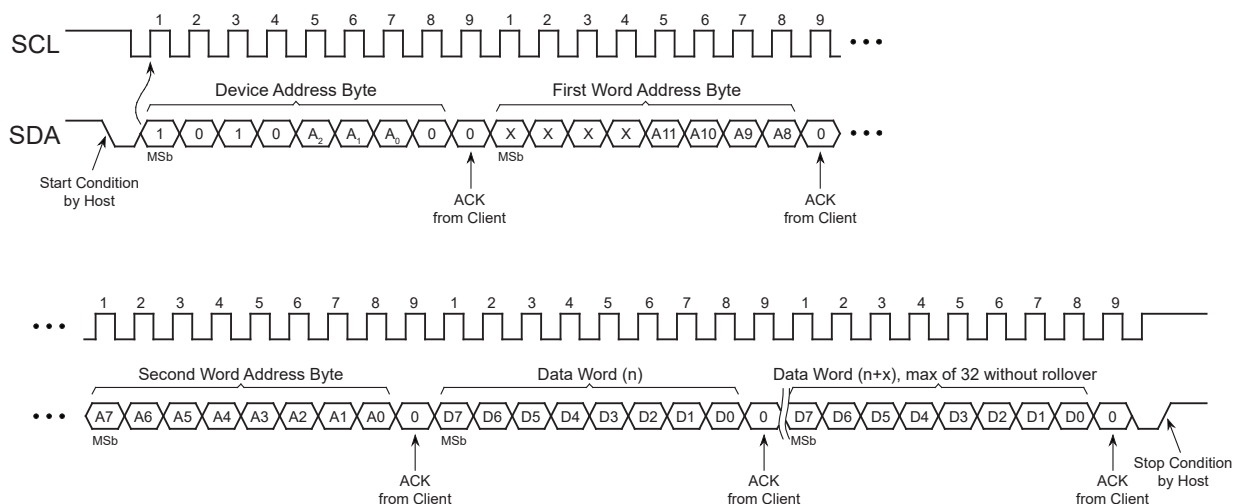 1 2 3 4 5 6 7 8 9 1 2 3 4 5 6 7 8 9
SCL
Device Address Byte First Word Address Byte
SDA 1 0 1 0 A₂ A₁ A₀ 0 0 X X X X A11 A10 A9 A8 0
MSb MSb
Start Condition
by Host
ACK
from Client
ACK
from Client
1 2 3 4 5 6 7 8 9 1 2 3 4 5 6 7 8 9 1 2 3 4 5 6 7 8 9
Second Word Address Byte Data Word (n) Data Word (n+x), max of 32 without rollover
A7 A6 A5 A4 A3 A2 A1 A0 0 D7 D6 D5 D4 D3 D2 D1 D0 0 D7 D6 D5 D4 D3 D2 D1 D0 0
MSb MSb MSb
ACK
from Client
ACK
from Client
ACK
from Client
Stop Condition
by Host